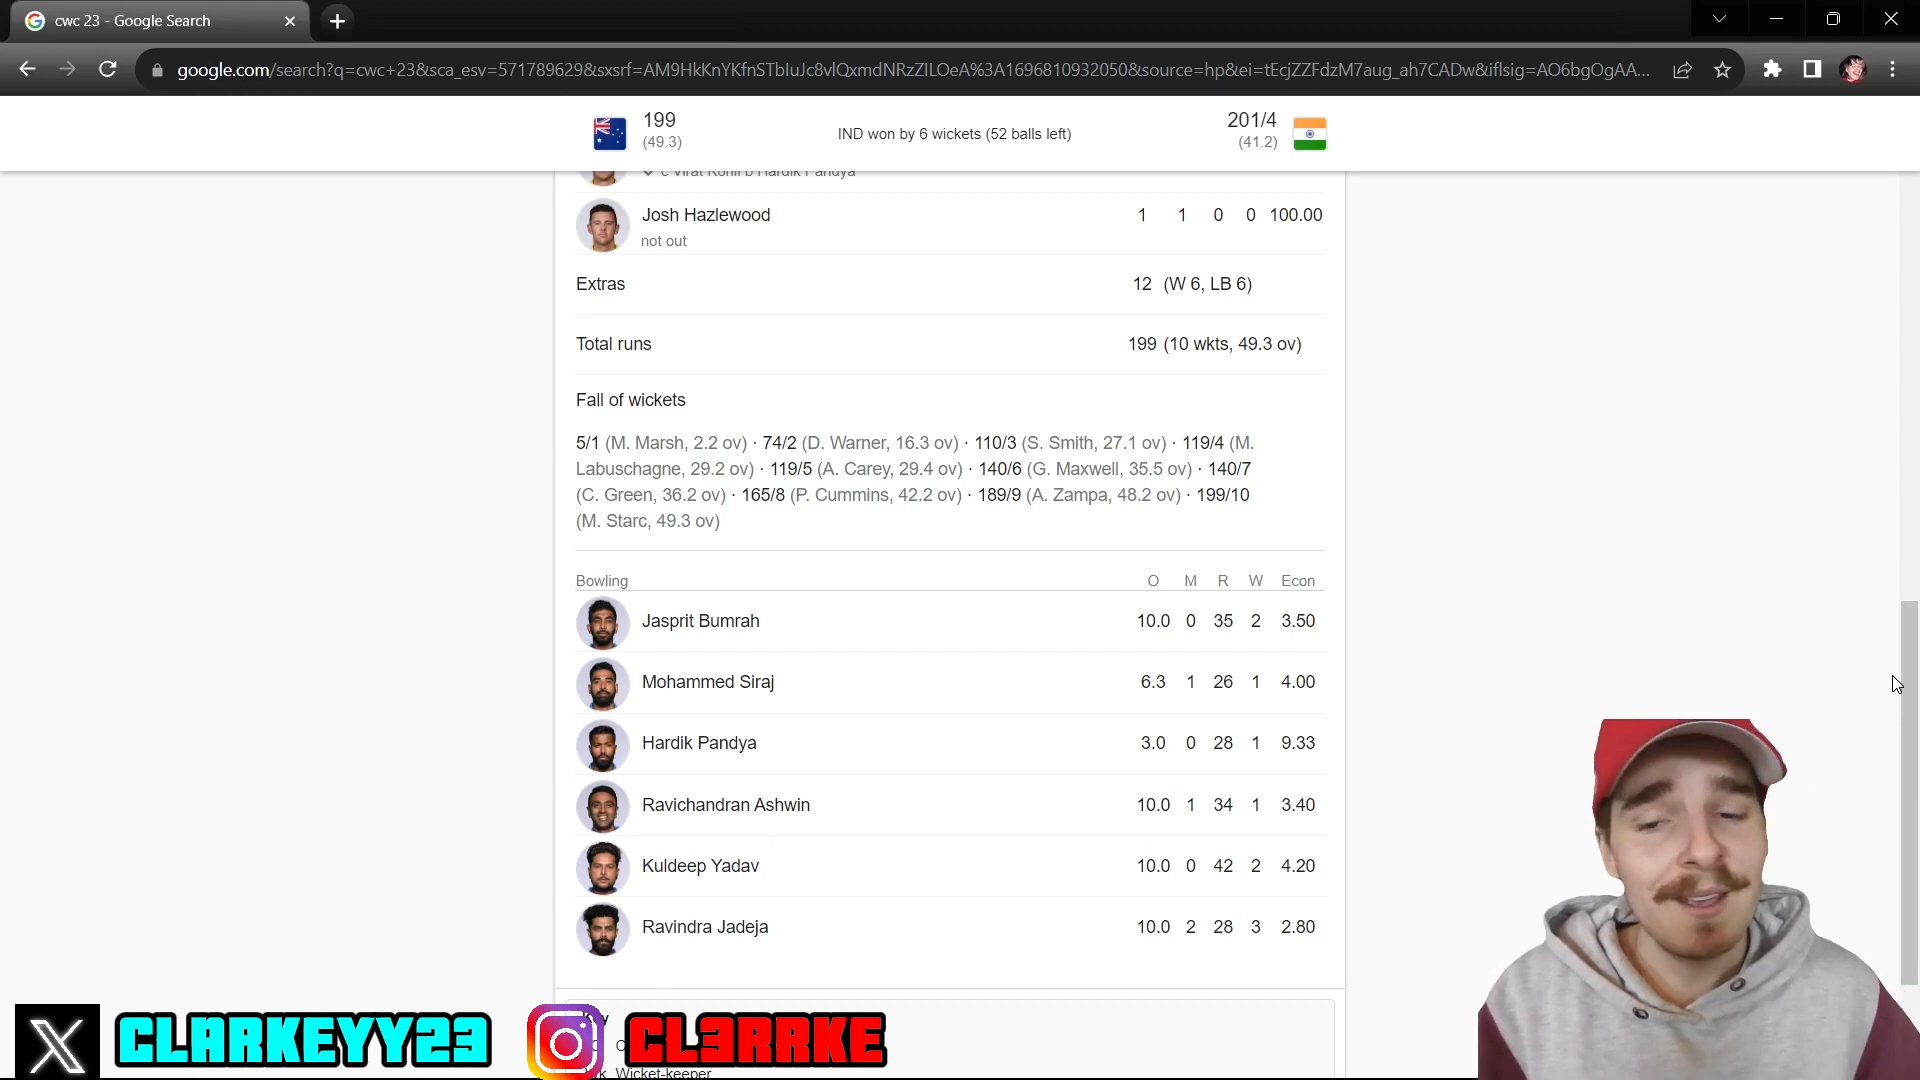 cwc 23 - Google Search
google.com/search?q=cwc+23&sca_esv=571789629&sxsrf=AM9HkKnYKfnSTbIuJc8vlQxmdNRzZILOeA%3A1696810932050&source=hp&ei=tEcjZZFdzM7aug_ah7CADw&iflsig=AO6bgOgAA...
199 IND won by 6 wickets (52 balls left) 201/4
(49.3) (41.2)
c Virat Kohli b Hardik Pandya
Josh Hazlewood 1 1 0 0 100.00
not out
Extras 12 (W 6, LB 6)
Total runs 199 (10 wkts, 49.3 ov)
Fall of wickets
5/1 (M. Marsh, 2.2 ov) · 74/2 (D. Warner, 16.3 ov) · 110/3 (S. Smith, 27.1 ov) · 119/4 (M.
Labuschagne, 29.2 ov) · 119/5 (A. Carey, 29.4 ov) · 140/6 (G. Maxwell, 35.5 ov) · 140/7
(C. Green, 36.2 ov) · 165/8 (P. Cummins, 42.2 ov) · 189/9 (A. Zampa, 48.2 ov) · 199/10
(M. Starc, 49.3 ov)
Bowling O M R W Econ
Jasprit Bumrah 10.0 0 35 2 3.50
Mohammed Siraj 6.3 1 26 1 4.00
Hardik Pandya 3.0 0 28 1 9.33
Ravichandran Ashwin 10.0 1 34 1 3.40
Kuldeep Yadav 10.0 0 42 2 4.20
Ravindra Jadeja 10.0 2 28 3 2.80
CLARKEYY23 CL3RRKE
Wicket-keeper